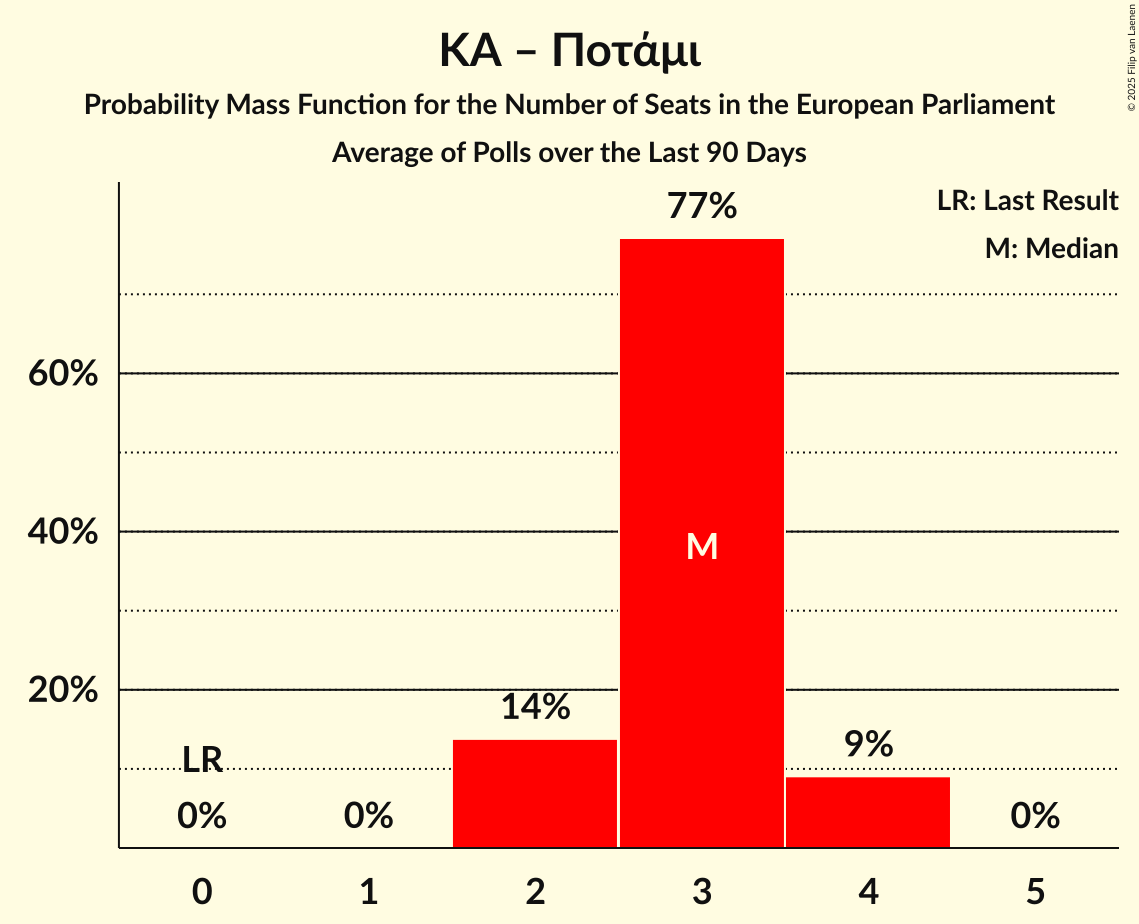 ΚΑ – Ποτάμι
Probability Mass Function for the Number of Seats in the European Parliament
Average of Polls over the Last 90 Days
© 2025 Filip van Laenen
LR: Last Result
M: Median
77%
60%
40%
M
20%
14%
9%
LR
0%
0%
0%
0
1
2
3
4
5